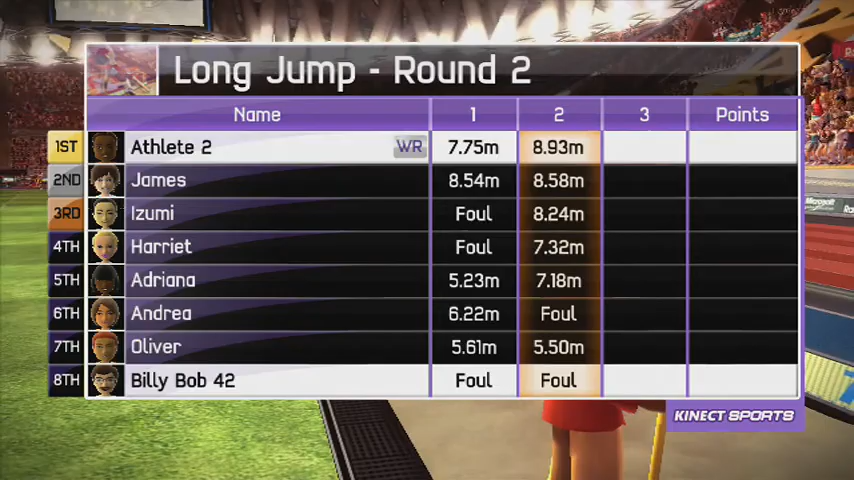 Long Jump - Round 2
Name 1 2 3 Points
1ST Athlete 2 WR 7.75m 8.93m
2ND James 8.54m 8.58m
3RD Izumi Foul 8.24m
4TH Harriet Foul 7.32m
5TH Adriana 5.23m 7.18m
6TH Andrea 6.22m Foul
7TH Oliver 5.61m 5.50m
8TH Billy Bob 42 Foul Foul
KINECT SPORTS
Microsoft